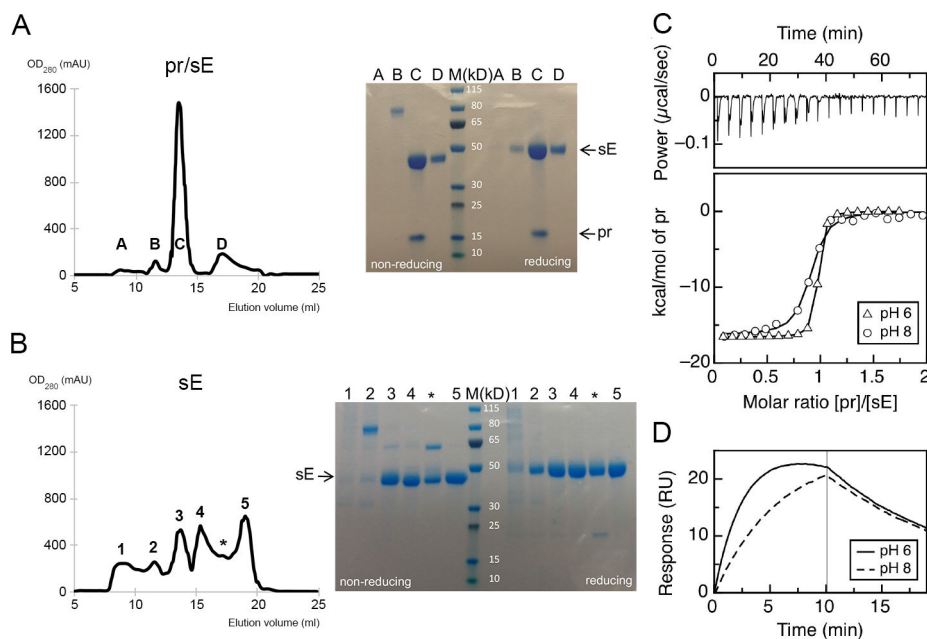 A
OD280 (mAU)
pr/sE
1600
1200
800
400
0
A
B
C
D
5
10
15
20
25
Elution volume (ml)
A B C D M(kD) A B C D
115
80
65
50
30
25
15
10
sE
pr
non-reducing
reducing
B
OD280 (mAU)
sE
1600
1200
800
400
0
1
2
3
4
*
5
5
10
15
20
25
Elution volume (ml)
1 2 3 4 * 5 M(kD) 1 2 3 4 * 5
115
80
65
50
30
25
15
10
sE
non-reducing
reducing
C
Time (min)
0 20 40 60
Power (µcal/sec)
0
−0.1
kcal/mol of pr
0
−10
−20
pH 6
pH 8
0.5 1 1.5 2
Molar ratio [pr]/[sE]
D
Response (RU)
20
10
0
pH 6
pH 8
0 5 10 15
Time (min)